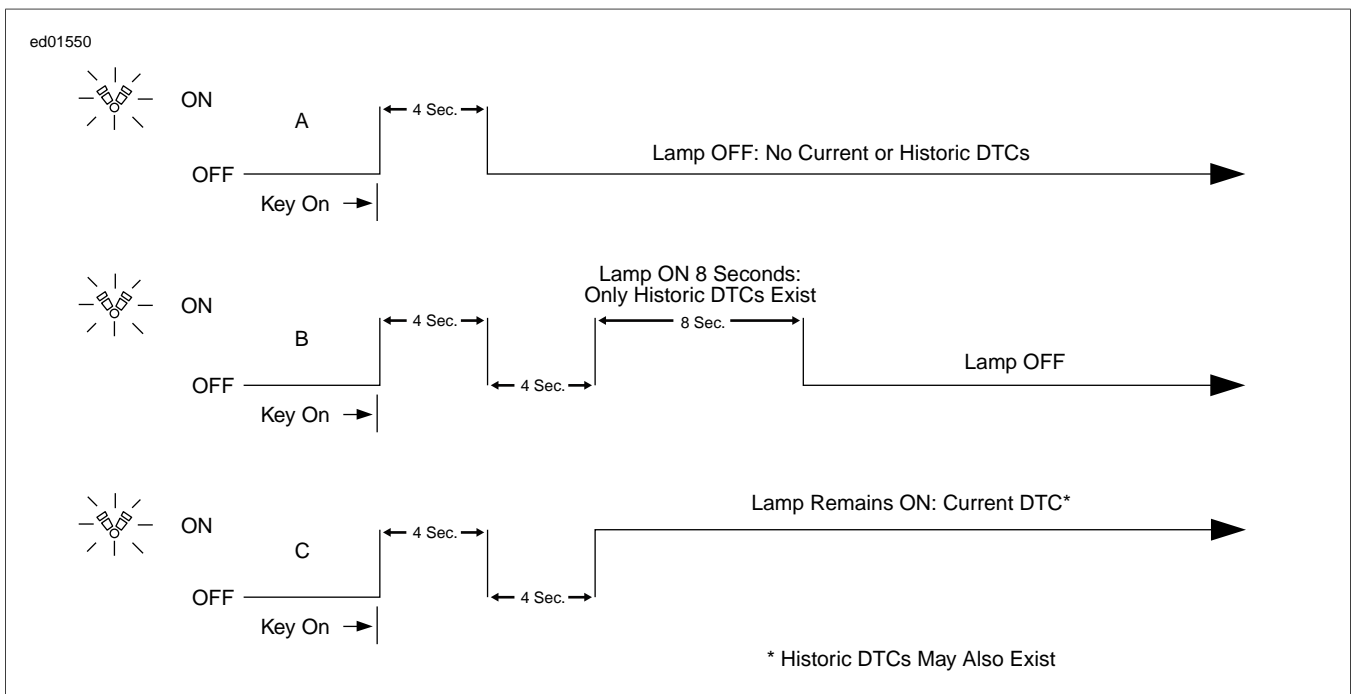 ed01550
ON
A
4 Sec.
Lamp OFF: No Current or Historic DTCs
OFF
Key On
Lamp ON 8 Seconds:
Only Historic DTCs Exist
ON
4 Sec.
8 Sec.
B
Lamp OFF
OFF
4 Sec.
Key On
Lamp Remains ON: Current DTC*
ON
4 Sec.
C
OFF
4 Sec.
Key On
* Historic DTCs May Also Exist